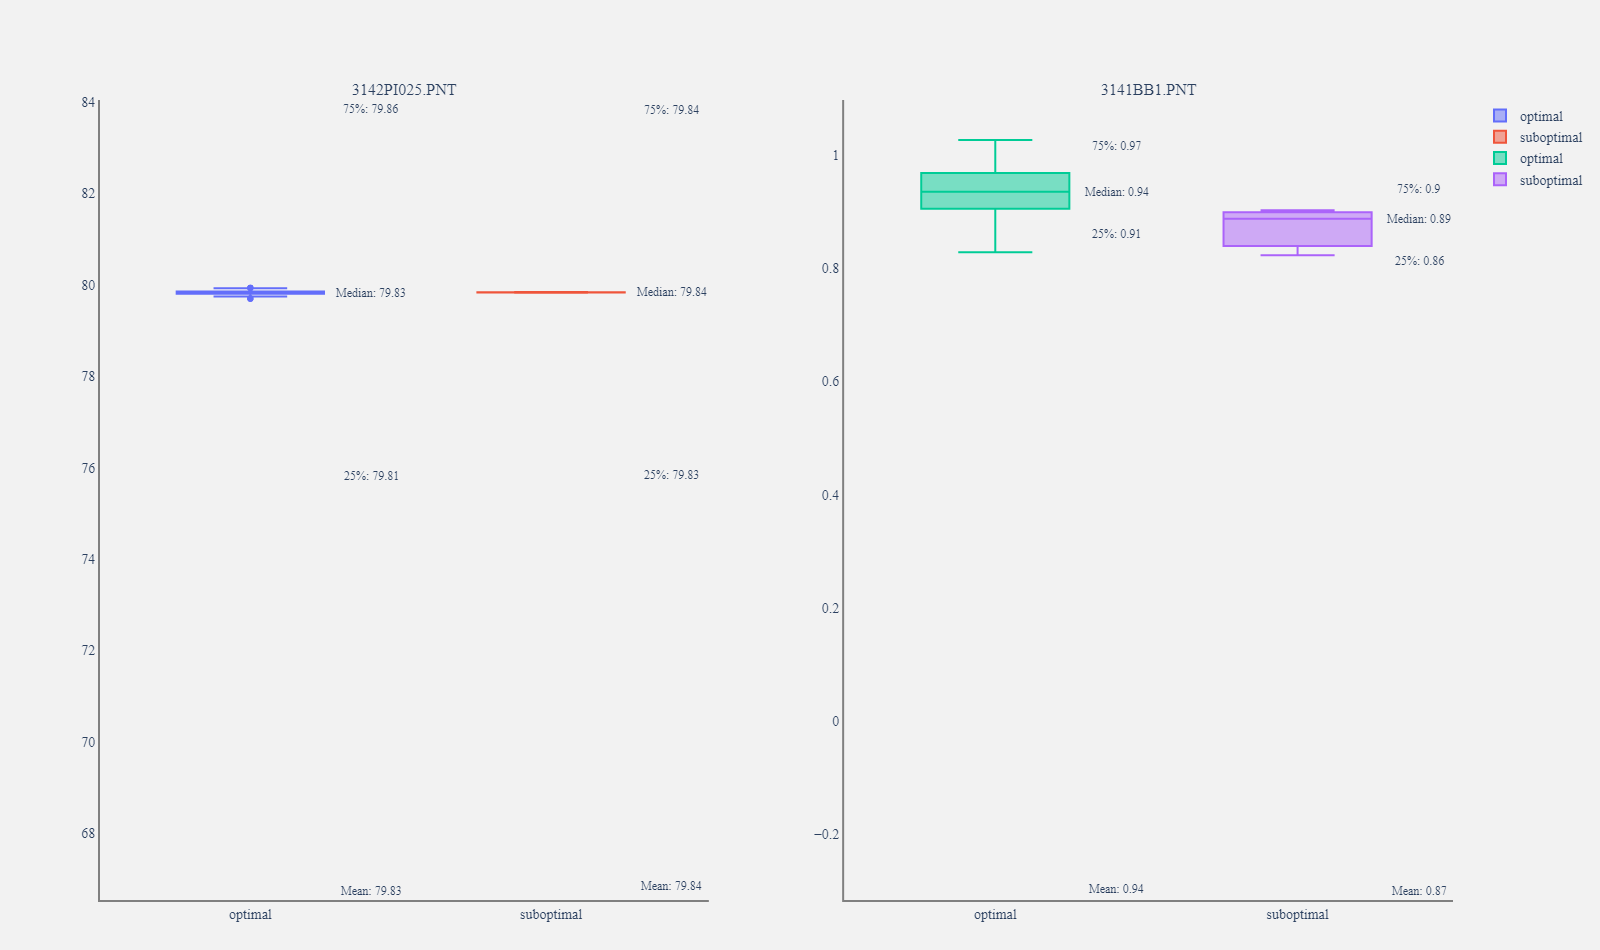 3142PI025.PNT
84
82
80
78
76
74
72
70
68
75%: 79.86
75%: 79.84
Median: 79.83
Median: 79.84
25%: 79.81
25%: 79.83
Mean: 79.83
Mean: 79.84
optimal
suboptimal
3141BB1.PNT
1
0.8
0.6
0.4
0.2
0
−0.2
75%: 0.97
Median: 0.94
25%: 0.91
75%: 0.9
Median: 0.89
25%: 0.86
Mean: 0.94
Mean: 0.87
optimal
suboptimal
optimal
suboptimal
optimal
suboptimal